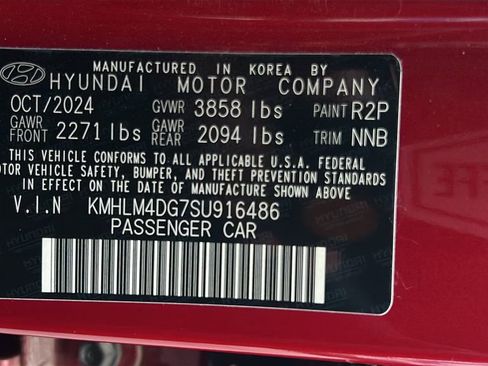 MANUFACTURED IN KOREA BY
HYUNDAI MOTOR COMPANY
OCT/2024 GVWR 3858 lbs PAINT R2P
GAWR FRONT 2271 lbs GAWR REAR 2094 lbs TRIM NNB
THIS VEHICLE CONFORMS TO ALL APPLICABLE U.S.A. FEDERAL
MOTOR VEHICLE SAFETY, BUMPER, AND THEFT PREVENTION STANDARDS
IN EFFECT ON THE DATE OF MANUFACTURE SHOWN ABOVE.
V.I.N KMHLM4DG7SU916486
PASSENGER CAR